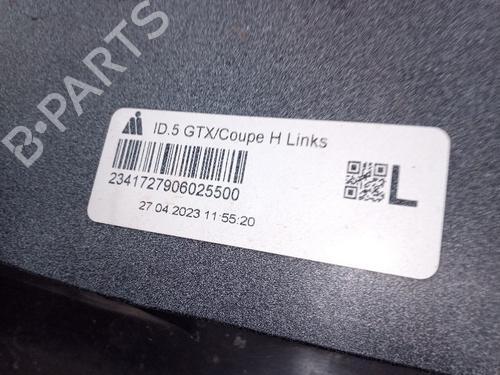 B-PARTS
ID.5 GTX/Coupe H Links
2341727906025500
L
27 04.2023 11:55:20